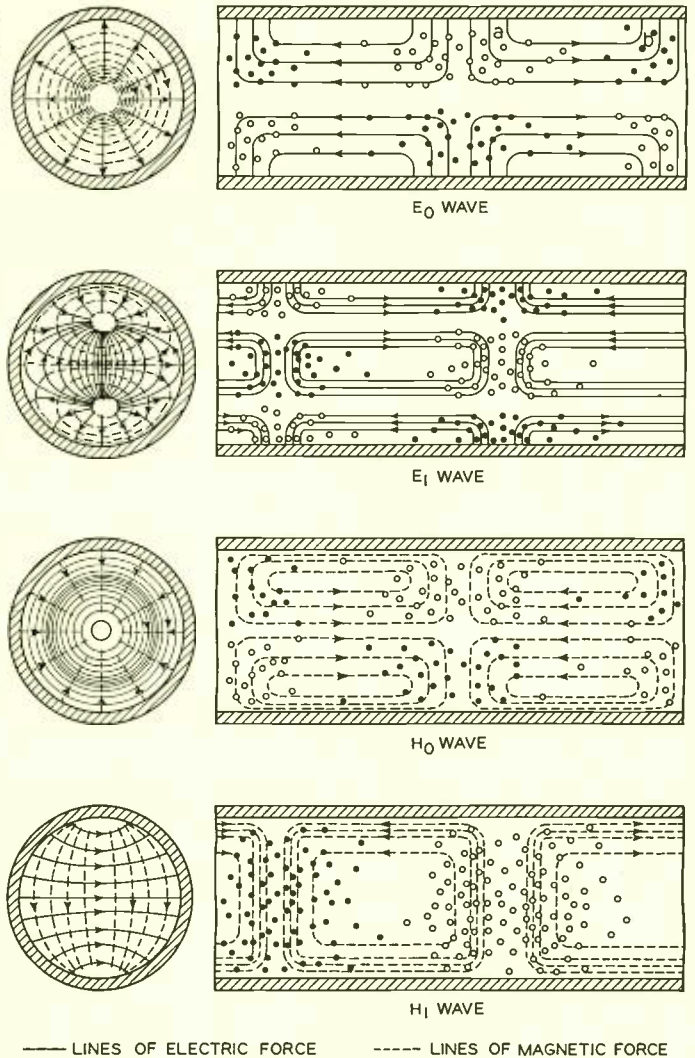 a
E₀ WAVE
E₁ WAVE
H₀ WAVE
H₁ WAVE
LINES OF ELECTRIC FORCE LINES OF MAGNETIC FORCE